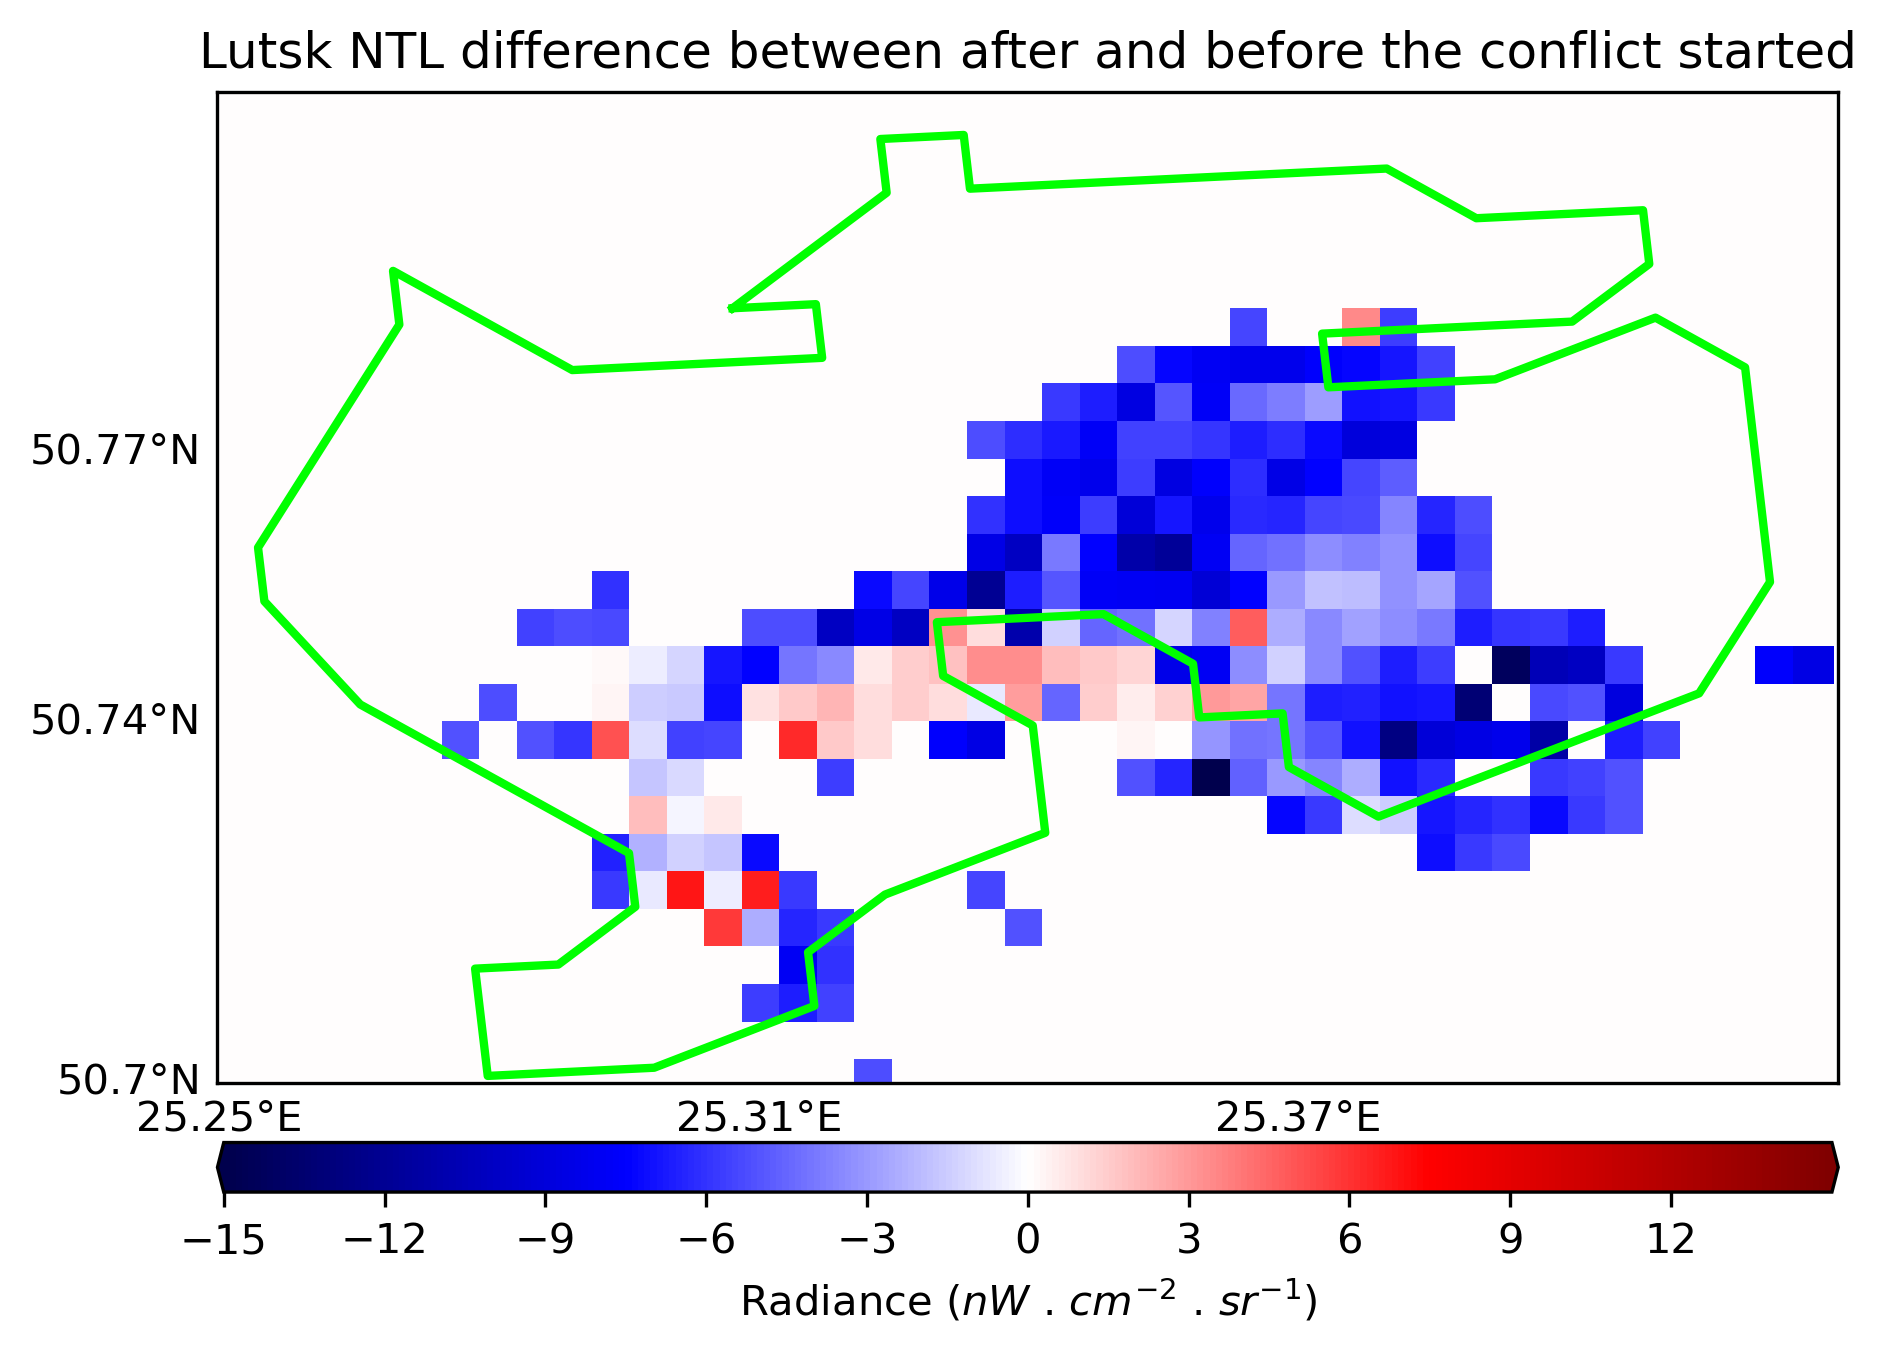 Lutsk NTL difference between after and before the conflict started
50.77°N
50.74°N
50.7°N
25.25°E 25.31°E 25.37°E
−15 −12 −9 −6 −3 0 3 6 9 12
Radiance (nW . cm⁻² . sr⁻¹)